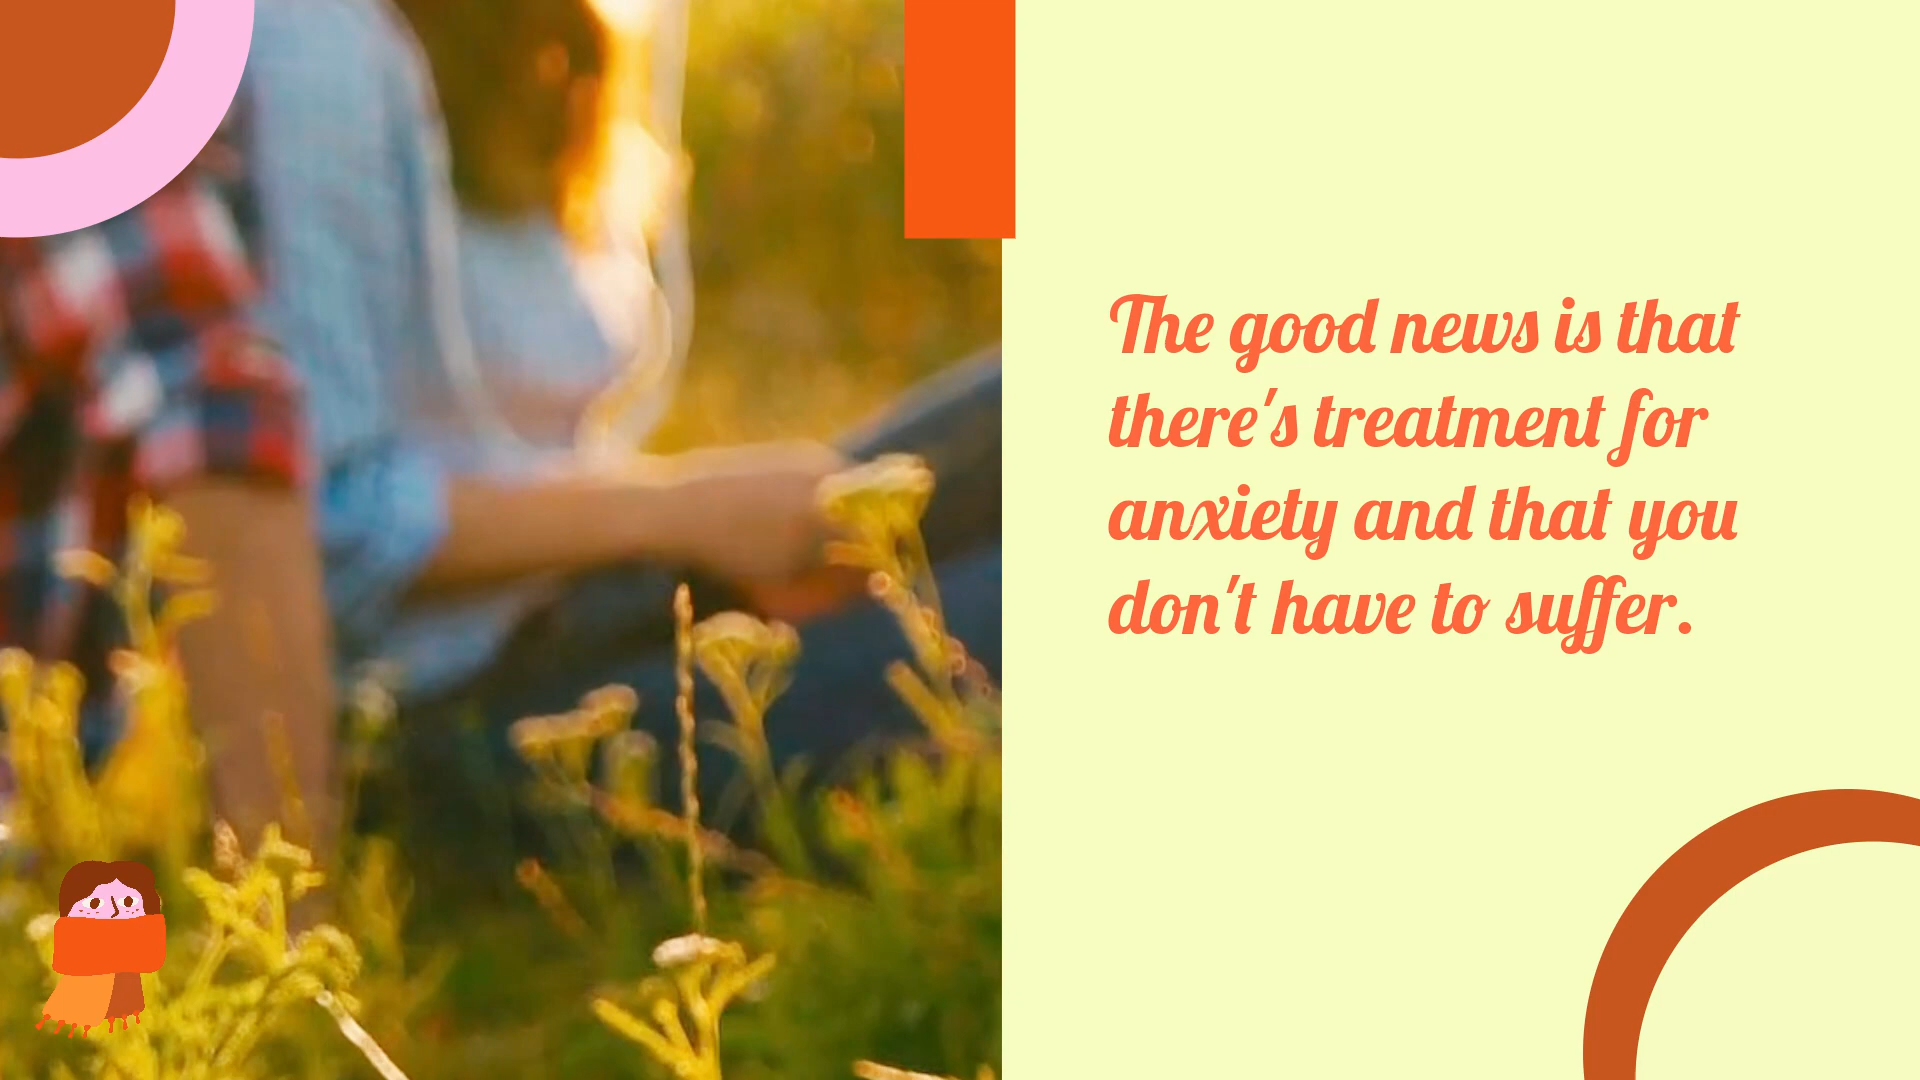 The good news is that
there's treatment for
anxiety and that you
don't have to suffer.